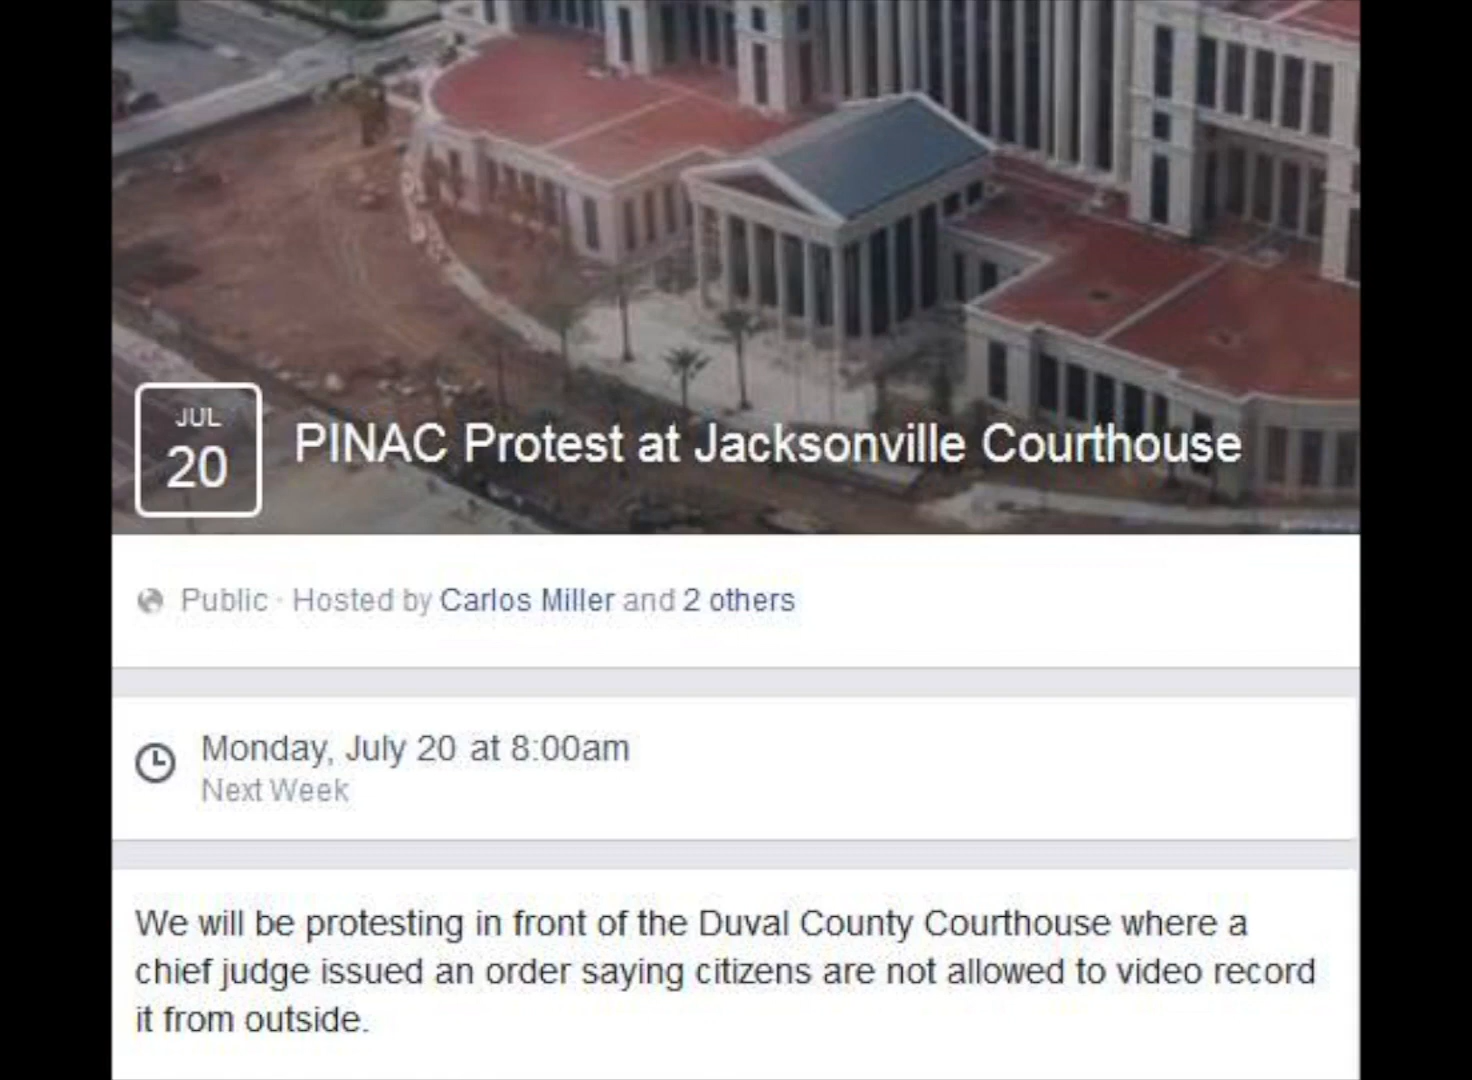 JUL
20
PINAC Protest at Jacksonville Courthouse
Public · Hosted by Carlos Miller and 2 others
Monday, July 20 at 8:00am
Next Week
We will be protesting in front of the Duval County Courthouse where a
chief judge issued an order saying citizens are not allowed to video record
it from outside.